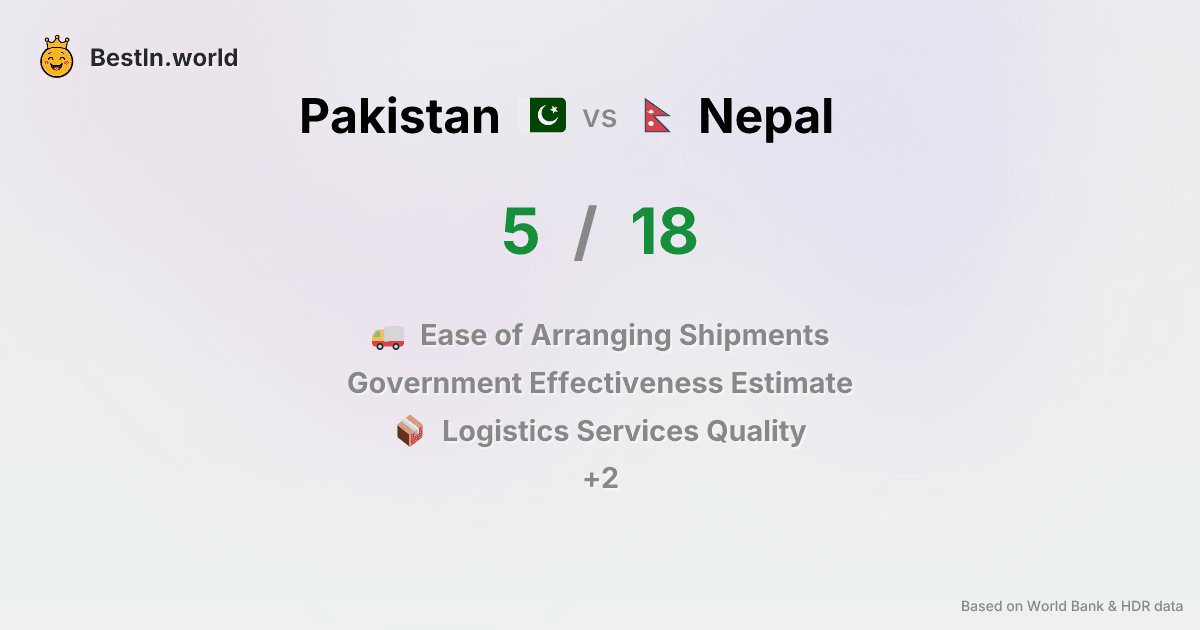 BestIn.world
Pakistan vs Nepal
5 / 18
Ease of Arranging Shipments
Government Effectiveness Estimate
Logistics Services Quality
+2
Based on World Bank & HDR data